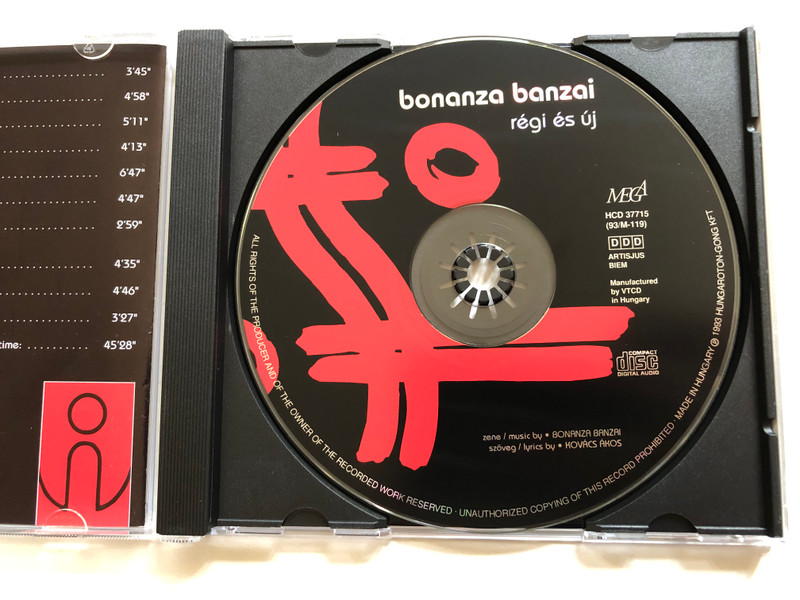 3'45"
4'58"
5'11"
4'13"
6'47"
4'47"
2'59"
4'35"
4'46"
3'27"
time: 45'28"
bonanza banzai
régi és új
MEGA
HCD 37715
(93/M-119)
DDD
ARTISJUS
BIEM
Manufactured
by VTCD
in Hungary
COMPACT
disc
DIGITAL AUDIO
zene / music by • BONANZA BANZAI
szöveg / lyrics by • KOVÁCS ÁKOS
ALL RIGHTS OF THE PRODUCER AND OF THE OWNER OF THE RECORDED WORK RESERVED · UNAUTHORIZED COPYING OF THIS RECORD PROHIBITED · MADE IN HUNGARY ℗ 1993 HUNGAROTON-GONG KFT